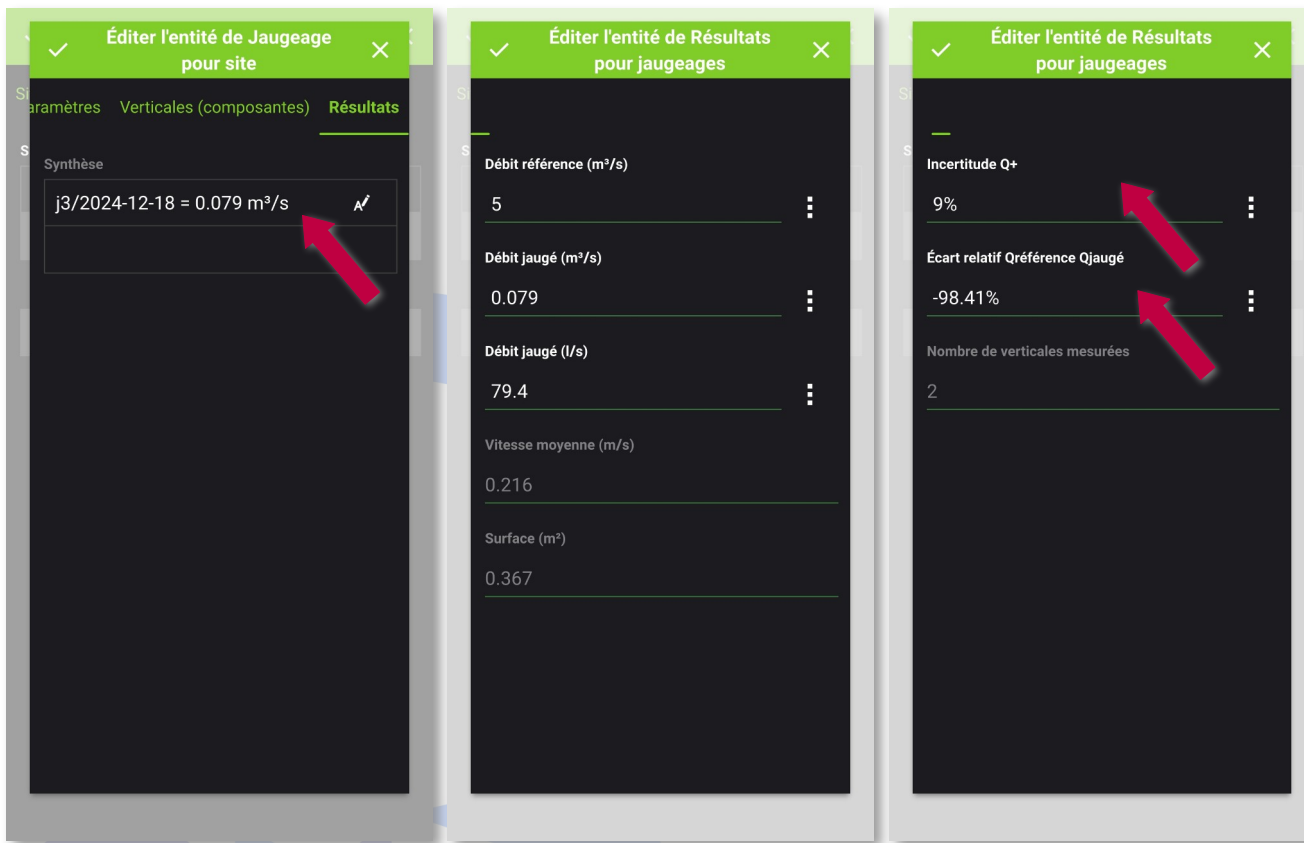 Éditer l'entité de Jaugeage
pour site
aramètres Verticales (composantes) Résultats
Synthèse
j3/2024-12-18 = 0.079 m³/s
Éditer l'entité de Résultats
pour jaugeages
Débit référence (m³/s)
5
Débit jaugé (m³/s)
0.079
Débit jaugé (l/s)
79.4
Vitesse moyenne (m/s)
0.216
Surface (m²)
0.367
Éditer l'entité de Résultats
pour jaugeages
Incertitude Q+
9%
Écart relatif Qréférence Qjaugé
-98.41%
Nombre de verticales mesurées
2